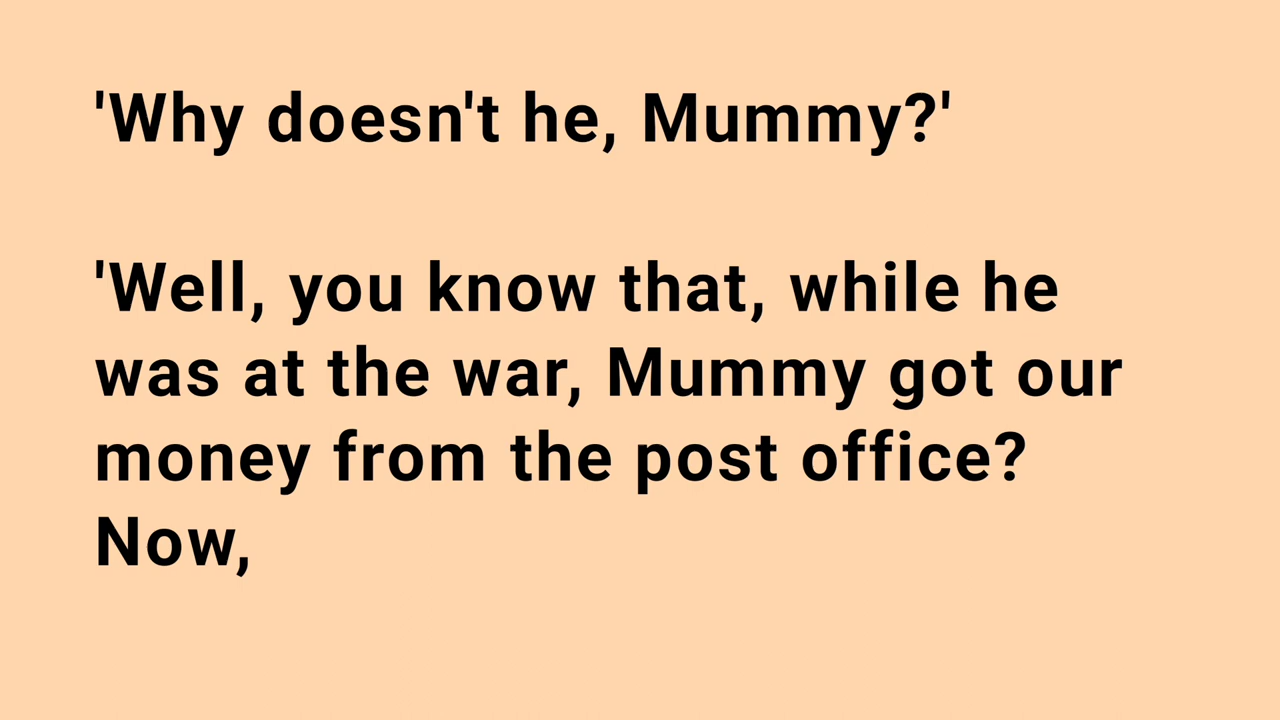 'Why doesn't he, Mummy?'
'Well, you know that, while he
was at the war, Mummy got our
money from the post office?
Now,